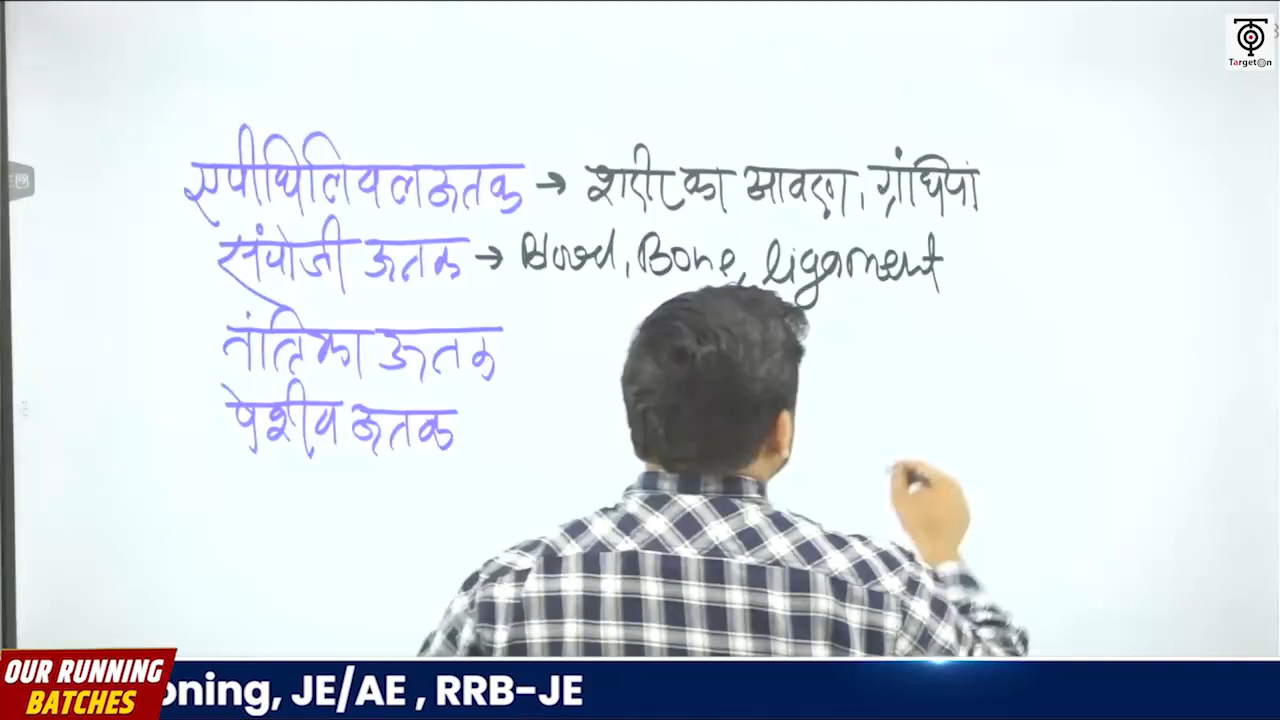 एपीथिलियल ऊतक → शरीर का आवरण, ग्रंथियां
संयोजी ऊतक → Blood, Bone, ligament
तंत्रिका ऊतक
पेशीय ऊतक
TargetOn
OUR RUNNING
BATCHES
oning, JE/AE , RRB-JE